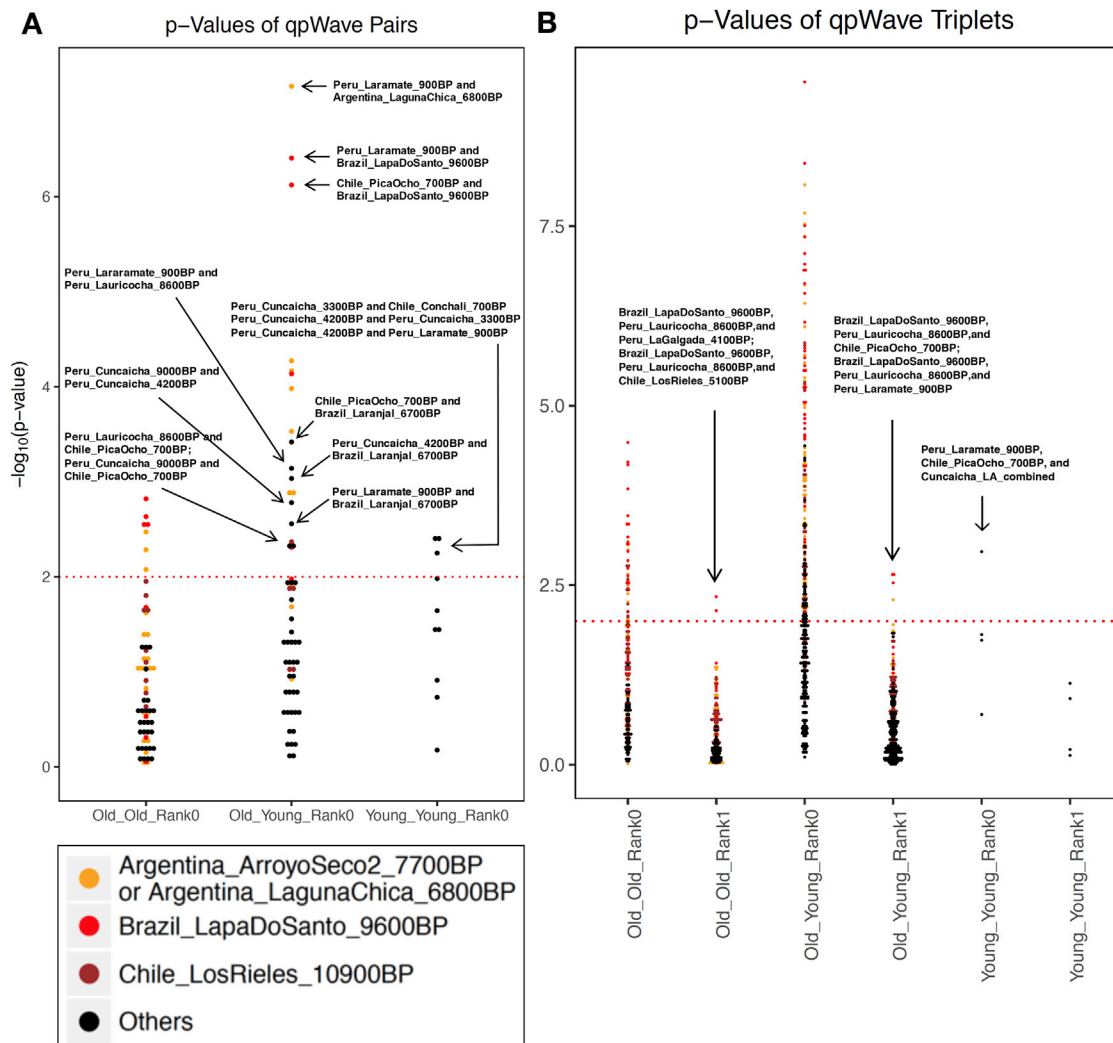 A
p-Values of qpWave Pairs
−log10(p−value)
6
4
2
0
Peru_Laramate_900BP and
Argentina_LagunaChica_6800BP
Peru_Laramate_900BP and
Brazil_LapaDoSanto_9600BP
Chile_PicaOcho_700BP and
Brazil_LapaDoSanto_9600BP
Peru_Lararamate_900BP and
Peru_Lauricocha_8600BP
Peru_Cuncaicha_3300BP and Chile_Conchali_700BP
Peru_Cuncaicha_4200BP and Peru_Cuncaicha_3300BP
Peru_Cuncaicha_4200BP and Peru_Laramate_900BP
Peru_Cuncaicha_9000BP and
Peru_Cuncaicha_4200BP
Chile_PicaOcho_700BP and
Brazil_Laranjal_6700BP
Peru_Lauricocha_8600BP and
Chile_PicaOcho_700BP;
Peru_Cuncaicha_9000BP and
Chile_PicaOcho_700BP
Peru_Cuncaicha_4200BP and
Brazil_Laranjal_6700BP
Peru_Laramate_900BP and
Brazil_Laranjal_6700BP
Old_Old_Rank0
Old_Young_Rank0
Young_Young_Rank0
Argentina_ArroyoSeco2_7700BP
or Argentina_LagunaChica_6800BP
Brazil_LapaDoSanto_9600BP
Chile_LosRieles_10900BP
Others
B
p-Values of qpWave Triplets
7.5
5.0
2.5
0.0
Brazil_LapaDoSanto_9600BP,
Peru_Lauricocha_8600BP,and
Peru_LaGalgada_4100BP;
Brazil_LapaDoSanto_9600BP,
Peru_Lauricocha_8600BP,and
Chile_LosRieles_5100BP
Brazil_LapaDoSanto_9600BP,
Peru_Lauricocha_8600BP,and
Chile_PicaOcho_700BP;
Brazil_LapaDoSanto_9600BP,
Peru_Lauricocha_8600BP,and
Peru_Laramate_900BP
Peru_Laramate_900BP,
Chile_PicaOcho_700BP, and
Cuncaicha_LA_combined
Old_Old_Rank0
Old_Old_Rank1
Old_Young_Rank0
Old_Young_Rank1
Young_Young_Rank0
Young_Young_Rank1